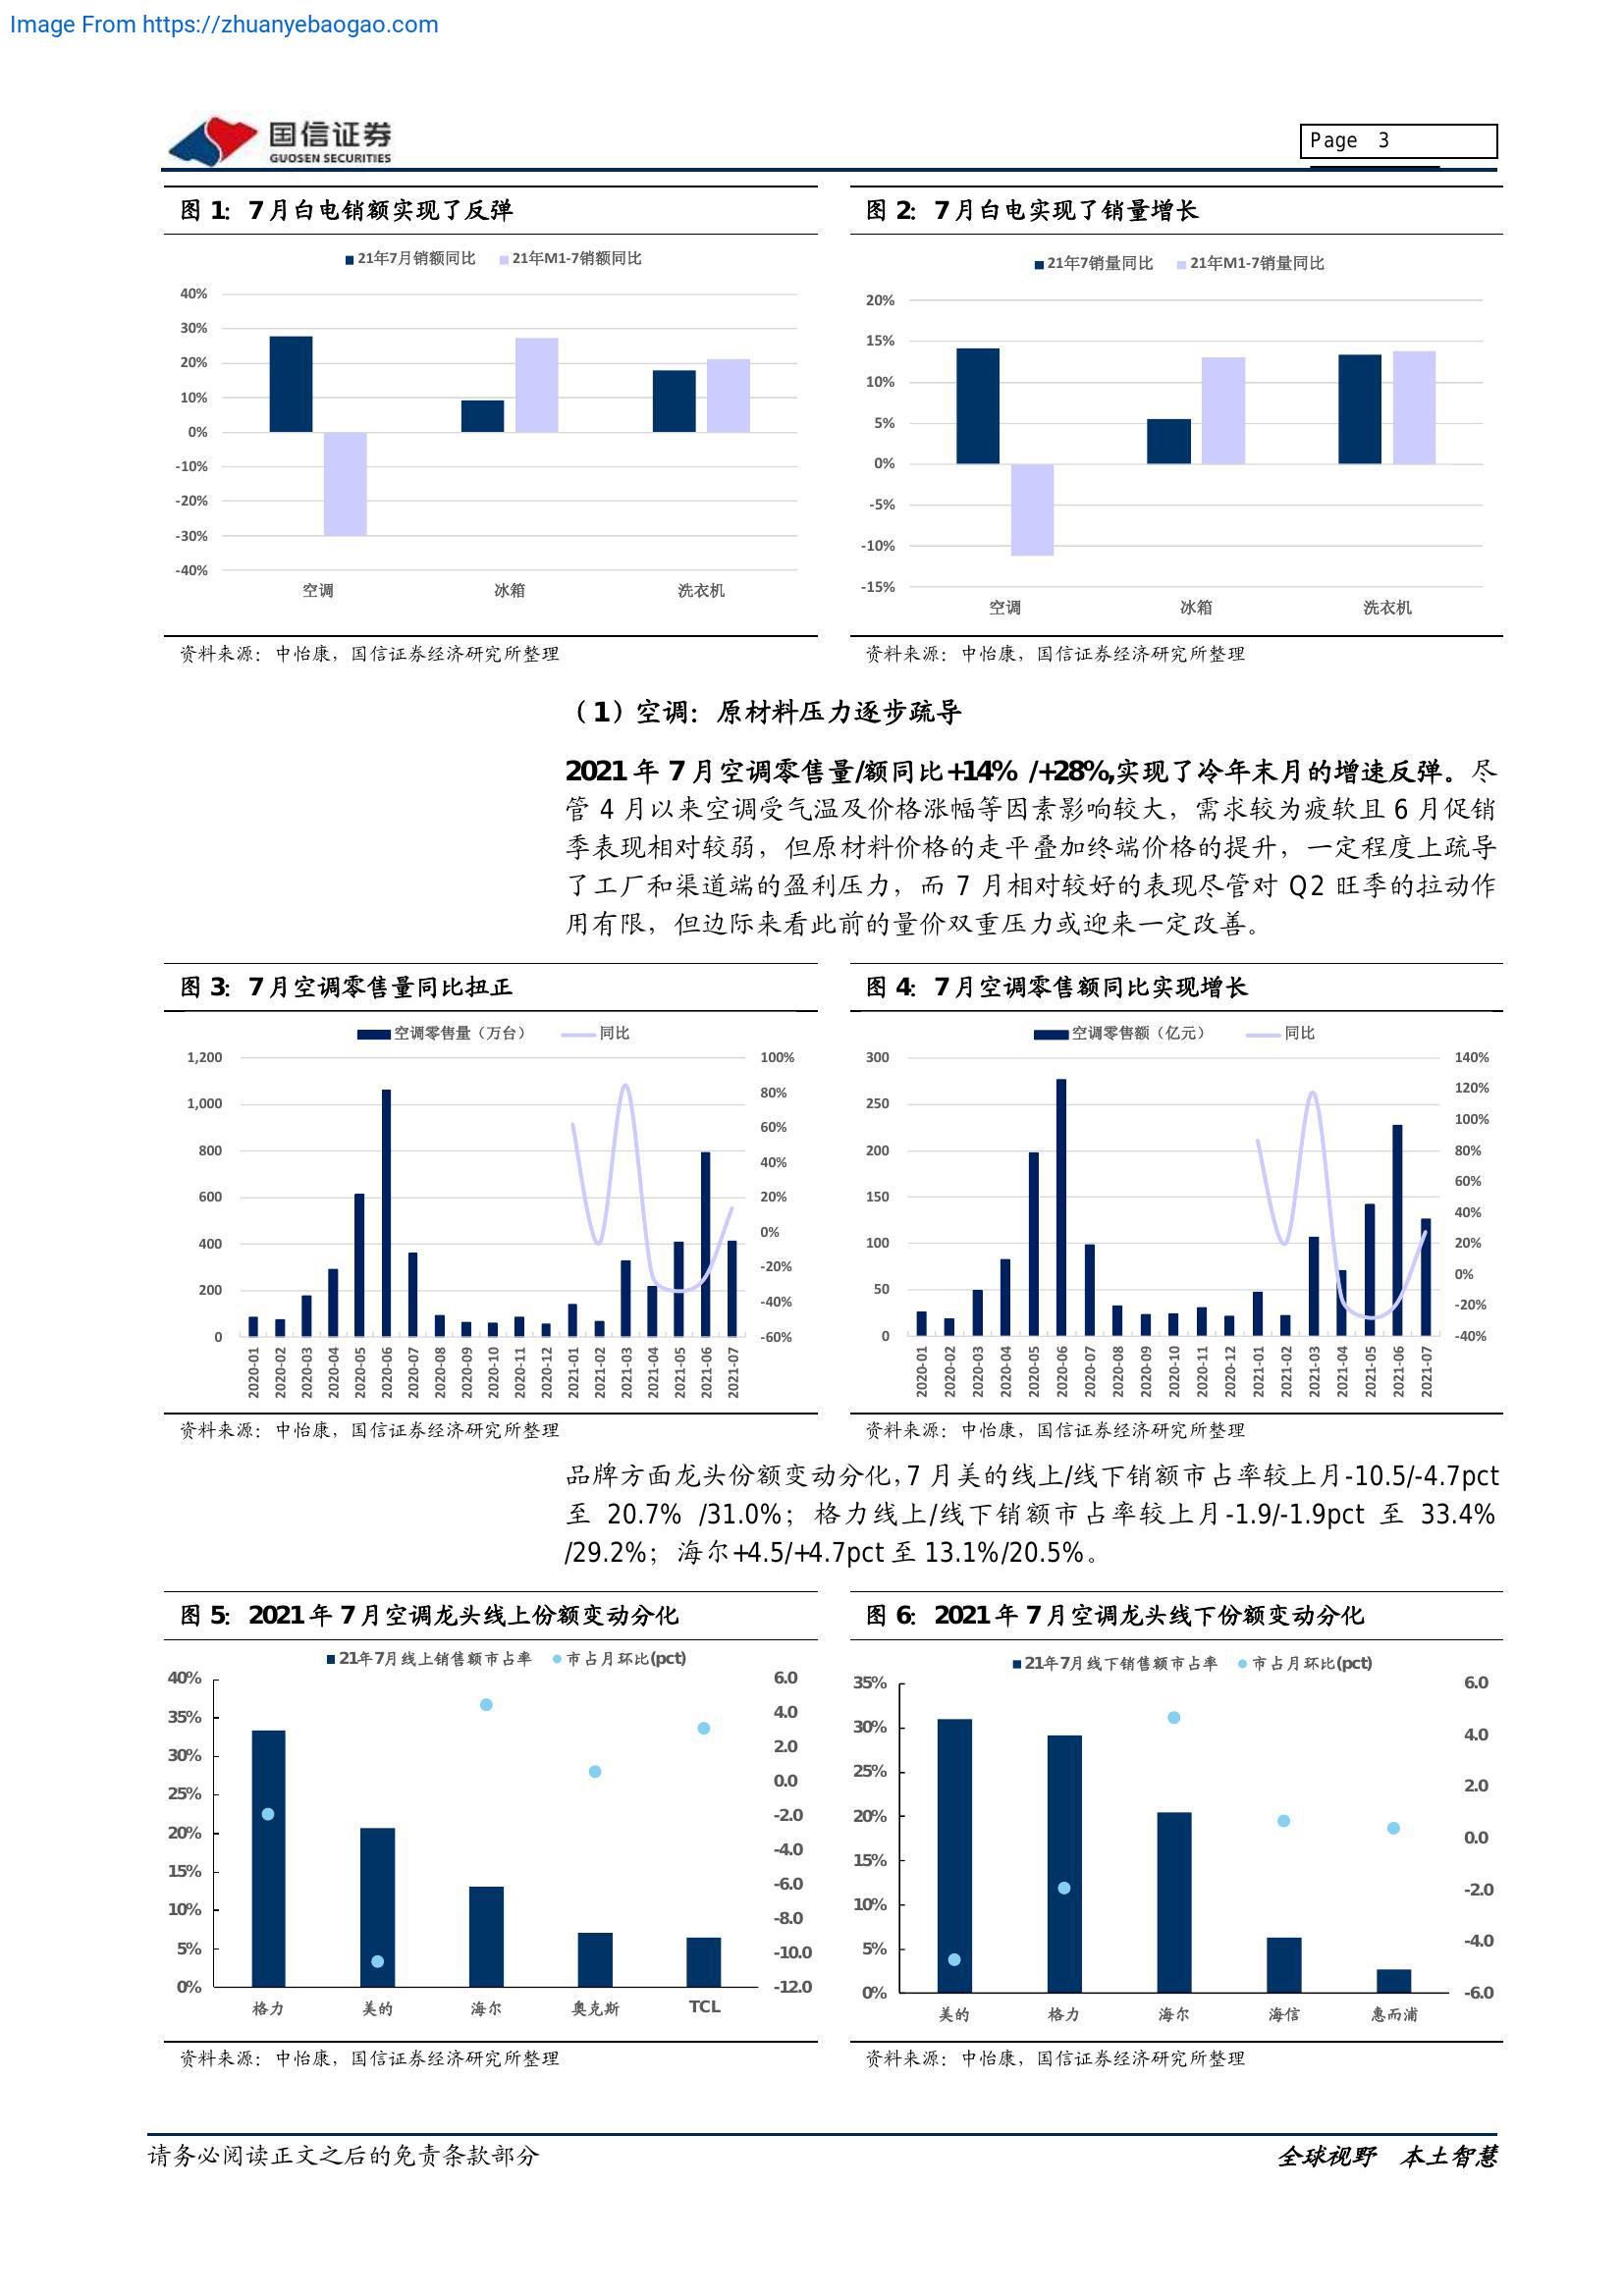 Image From https://zhuanyebaogao.com
国信证券
GUOSEN SECURITIES
Page 3
图 1：7 月白电销额实现了反弹
21年7月销额同比 21年M1-7销额同比
40%
30%
20%
10%
0%
-10%
-20%
-30%
-40%
空调 冰箱 洗衣机
资料来源：中怡康，国信证券经济研究所整理
图 2：7 月白电实现了销量增长
21年7销量同比 21年M1-7销量同比
20%
15%
10%
5%
0%
-5%
-10%
-15%
空调 冰箱 洗衣机
资料来源：中怡康，国信证券经济研究所整理
（1）空调：原材料压力逐步疏导
2021 年 7 月空调零售量/额同比+14% /+28%,实现了冷年末月的增速反弹。尽
管 4 月以来空调受气温及价格涨幅等因素影响较大，需求较为疲软且 6 月促销
季表现相对较弱，但原材料价格的走平叠加终端价格的提升，一定程度上疏导
了工厂和渠道端的盈利压力，而 7 月相对较好的表现尽管对 Q2 旺季的拉动作
用有限，但边际来看此前的量价双重压力或迎来一定改善。
图 3：7 月空调零售量同比扭正
空调零售量（万台） 同比
1,200
1,000
800
600
400
200
0
100%
80%
60%
40%
20%
0%
-20%
-40%
-60%
2020-01 2020-02 2020-03 2020-04 2020-05 2020-06 2020-07 2020-08 2020-09 2020-10 2020-11 2020-12 2021-01 2021-02 2021-03 2021-04 2021-05 2021-06 2021-07
资料来源：中怡康，国信证券经济研究所整理
图 4：7 月空调零售额同比实现增长
空调零售额（亿元） 同比
300
250
200
150
100
50
0
140%
120%
100%
80%
60%
40%
20%
0%
-20%
-40%
2020-01 2020-02 2020-03 2020-04 2020-05 2020-06 2020-07 2020-08 2020-09 2020-10 2020-11 2020-12 2021-01 2021-02 2021-03 2021-04 2021-05 2021-06 2021-07
资料来源：中怡康，国信证券经济研究所整理
品牌方面龙头份额变动分化，7 月美的线上/线下销额市占率较上月-10.5/-4.7pct
至 20.7% /31.0%；格力线上/线下销额市占率较上月-1.9/-1.9pct 至 33.4%
/29.2%；海尔+4.5/+4.7pct 至 13.1%/20.5%。
图 5：2021 年 7 月空调龙头线上份额变动分化
21年7月线上销售额市占率 市占月环比(pct)
40%
35%
30%
25%
20%
15%
10%
5%
0%
6.0
4.0
2.0
0.0
-2.0
-4.0
-6.0
-8.0
-10.0
-12.0
格力 美的 海尔 奥克斯 TCL
资料来源：中怡康，国信证券经济研究所整理
图 6：2021 年 7 月空调龙头线下份额变动分化
21年7月线下销售额市占率 市占月环比(pct)
35%
30%
25%
20%
15%
10%
5%
0%
6.0
4.0
2.0
0.0
-2.0
-4.0
-6.0
美的 格力 海尔 海信 惠而浦
资料来源：中怡康，国信证券经济研究所整理
请务必阅读正文之后的免责条款部分
全球视野 本土智慧